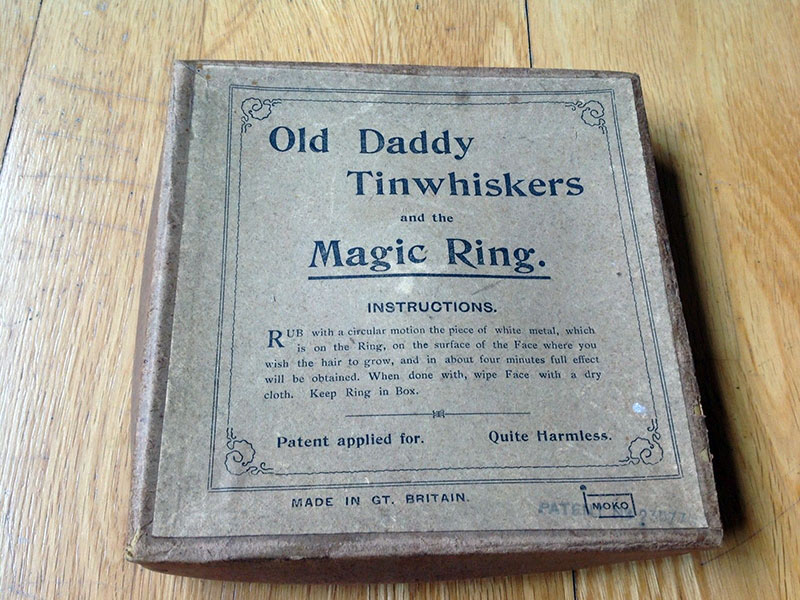 Old Daddy
Tinwhiskers
and the
Magic Ring.
INSTRUCTIONS.
RUB with a circular motion the piece of white metal, which
is on the Ring, on the surface of the Face where you
wish the hair to grow, and in about four minutes full effect
will be obtained. When done with, wipe Face with a dry
cloth. Keep Ring in Box.
Patent applied for. Quite Harmless.
MADE IN GT. BRITAIN.
MOKO